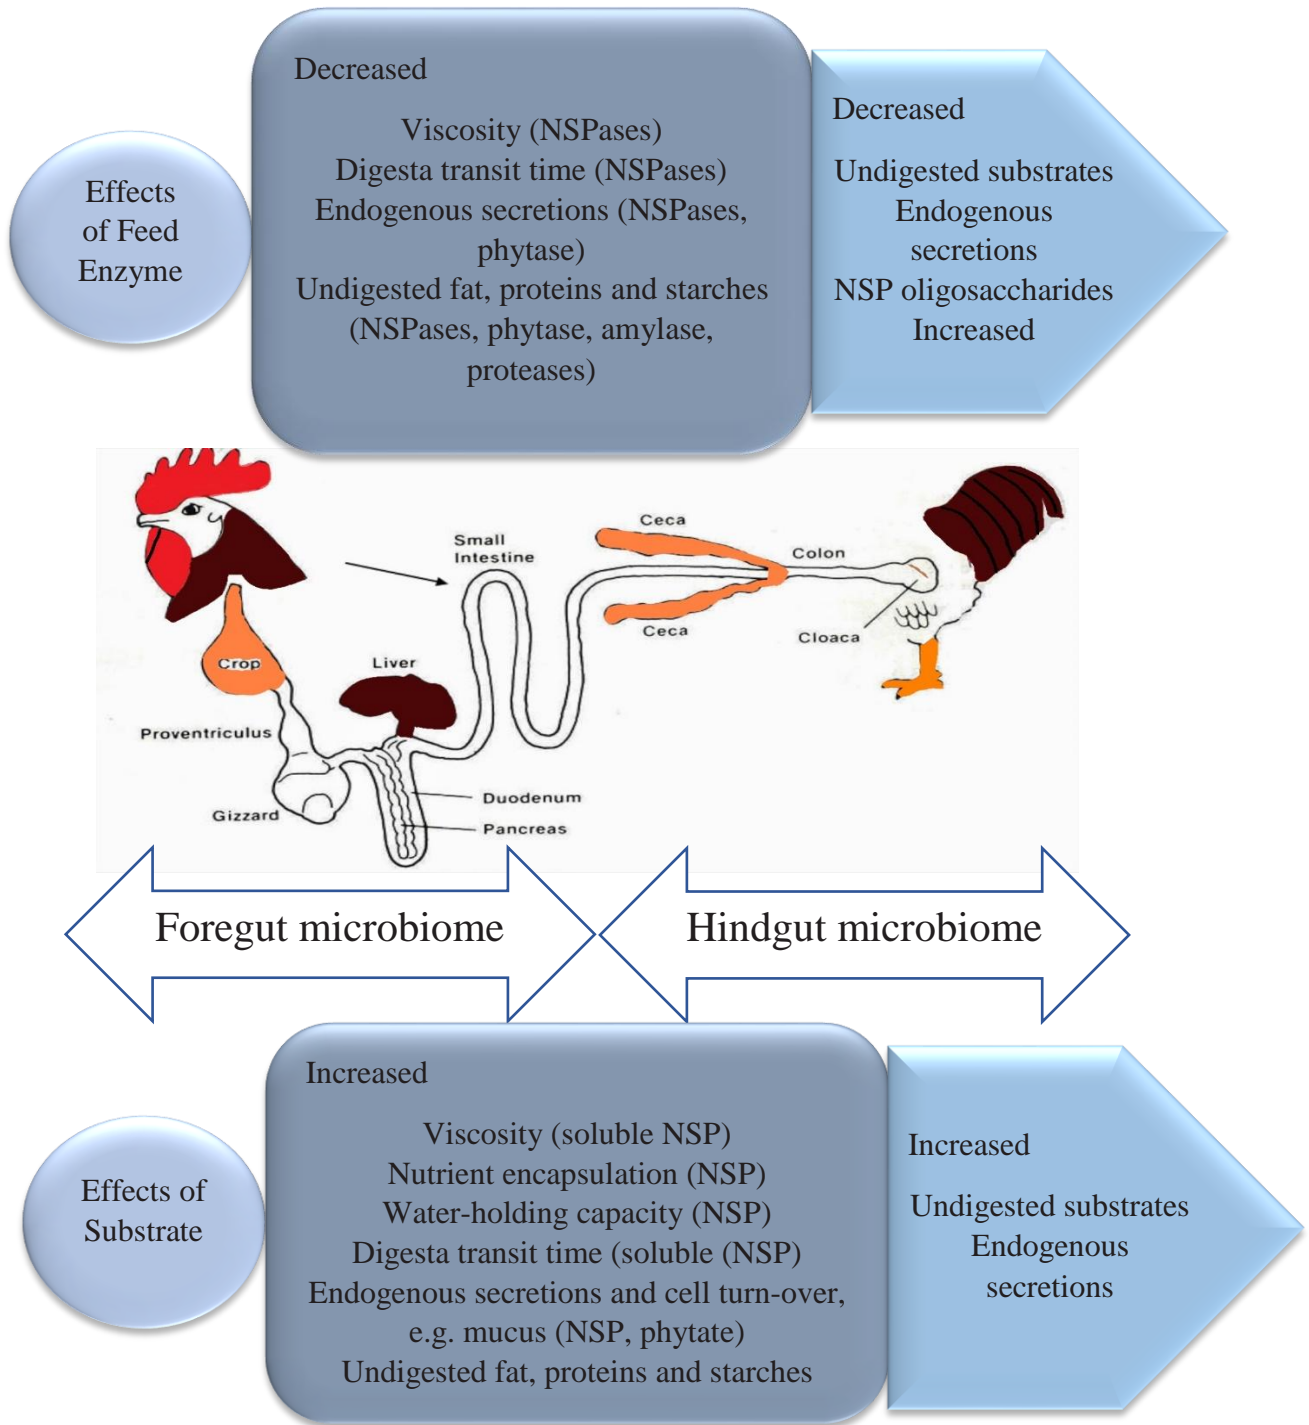 Effects
of Feed
Enzyme
Decreased
Viscosity (NSPases)
Digesta transit time (NSPases)
Endogenous secretions (NSPases,
phytase)
Undigested fat, proteins and starches
(NSPases, phytase, amylase,
proteases)
Decreased
Undigested substrates
Endogenous
secretions
NSP oligosaccharides
Increased
Small
Intestine
Ceca
Colon
Ceca
Cloaca
Crop
Liver
Proventriculus
Gizzard
Duodenum
Pancreas
Foregut microbiome
Hindgut microbiome
Effects of
Substrate
Increased
Viscosity (soluble NSP)
Nutrient encapsulation (NSP)
Water-holding capacity (NSP)
Digesta transit time (soluble (NSP)
Endogenous secretions and cell turn-over,
e.g. mucus (NSP, phytate)
Undigested fat, proteins and starches
Increased
Undigested substrates
Endogenous
secretions